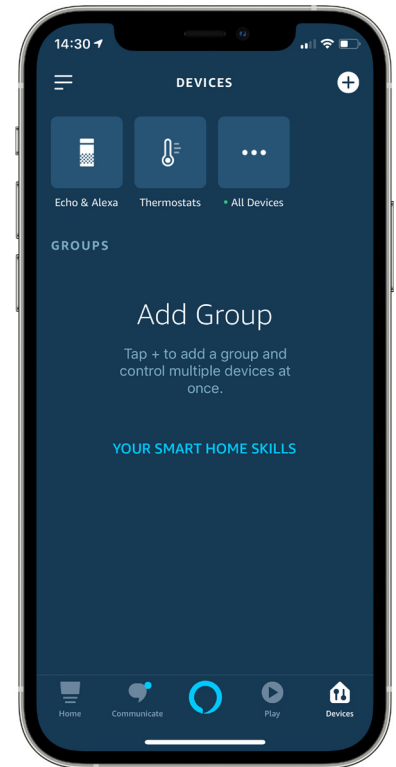 14:30
DEVICES
Echo & Alexa
Thermostats
All Devices
GROUPS
Add Group
Tap + to add a group and
control multiple devices at
once.
YOUR SMART HOME SKILLS
Home
Communicate
Play
Devices